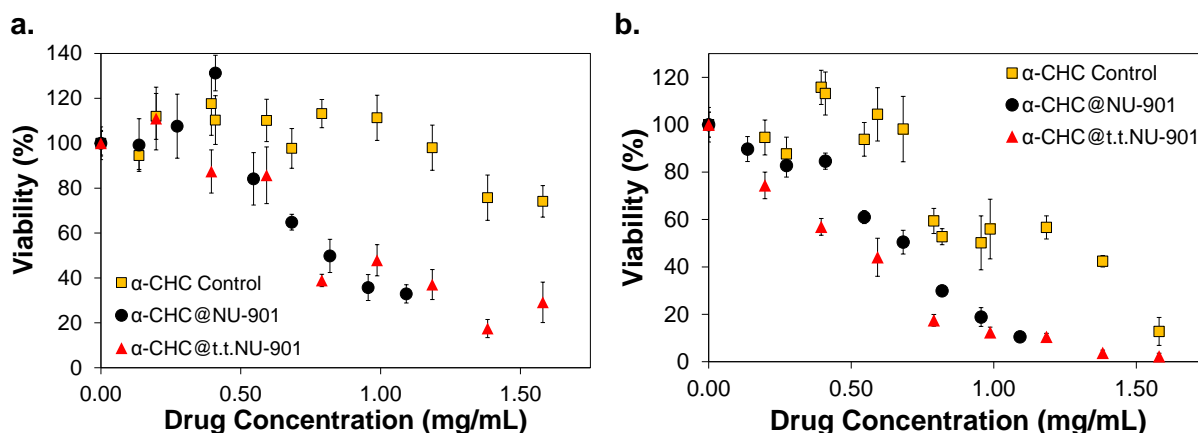 a.
140
120
100
80
60
40
20
0
Viability (%)
α-CHC Control
α-CHC@NU-901
α-CHC@t.t.NU-901
0.00 0.50 1.00 1.50
Drug Concentration (mg/mL)
b.
120
100
80
60
40
20
0
Viability (%)
α-CHC Control
α-CHC@NU-901
α-CHC@t.t.NU-901
0.00 0.50 1.00 1.50
Drug Concentration (mg/mL)